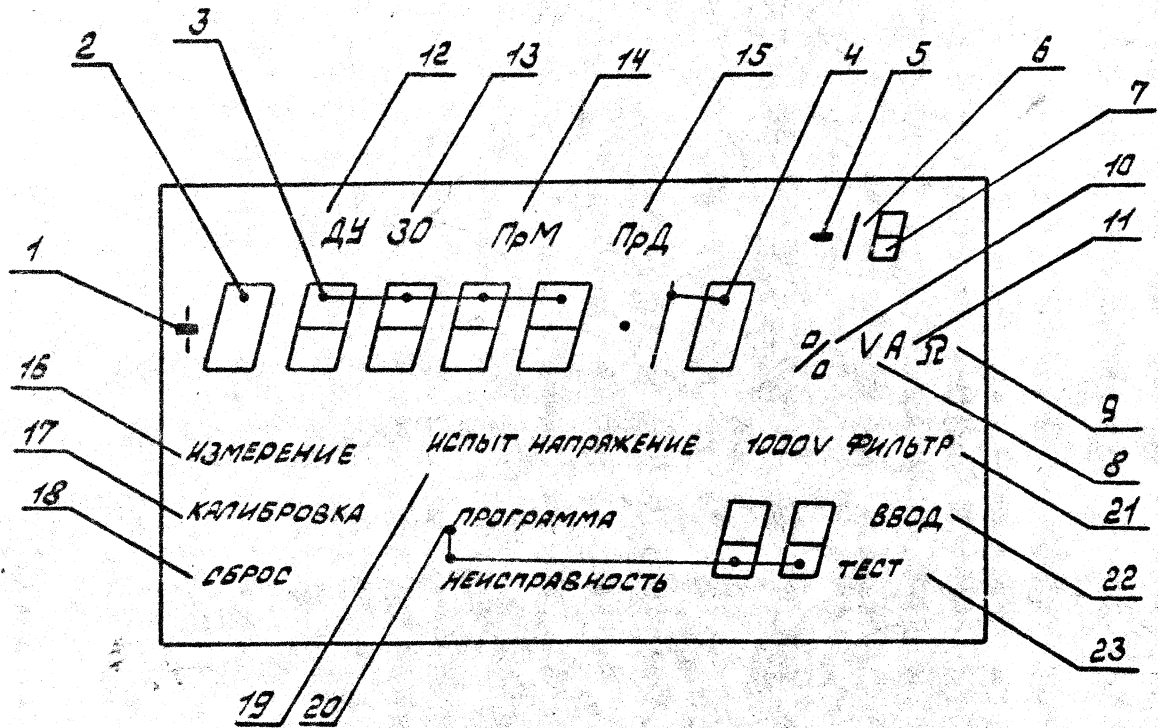 3
2 12 13 14 15 4 5 6
7
10
ДУ ЗО ПрМ ПрД
11
1
% V A Ω
16
9
17
ИЗМЕРЕНИЕ ИСПЫТ НАПРЯЖЕНИЕ 1000V ФИЛЬТР
8
18
КАЛИБРОВКА ПРОГРАММА ВВОД
21
СБРОС НЕИСПРАВНОСТЬ ТЕСТ
22
23
19 20